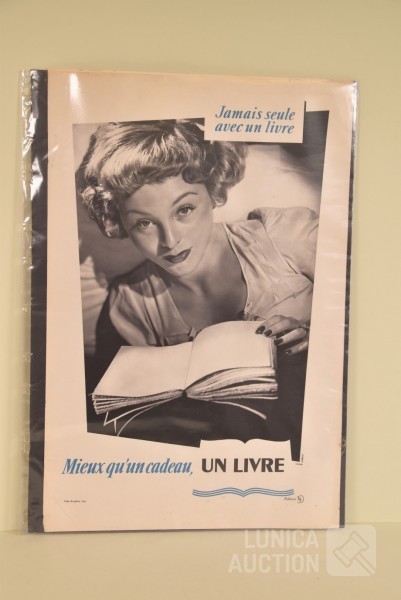 Jamais seule
avec un livre
Mieux qu'un cadeau, UN LIVRE
LUNICA
AUCTION